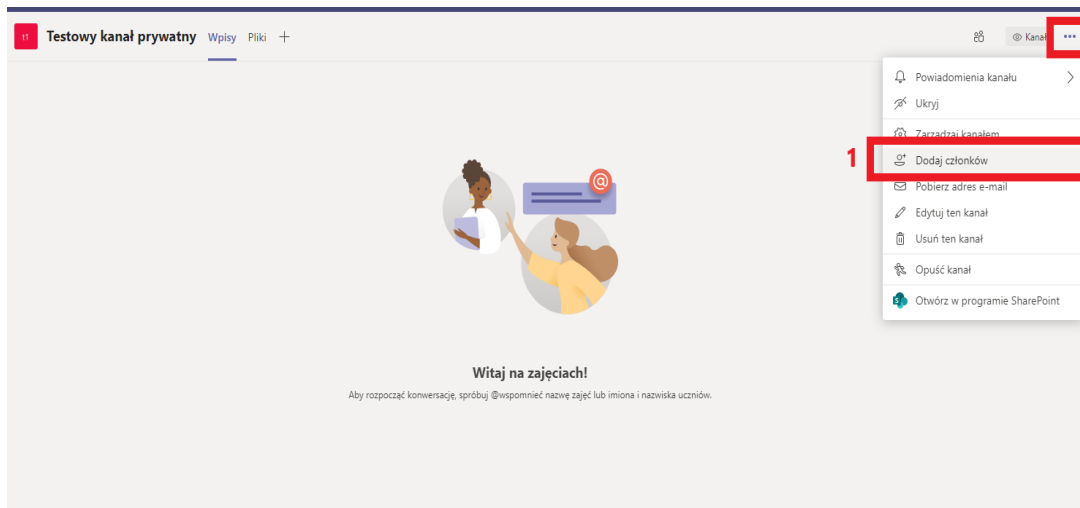 t1 Testowy kanał prywatny Wpisy Pliki + Kanał ...
Powiadomienia kanału
Ukryj
Zarządzaj kanałem
1 Dodaj członków
Pobierz adres e-mail
Edytuj ten kanał
Usuń ten kanał
Opuść kanał
Otwórz w programie SharePoint
@
Witaj na zajęciach!
Aby rozpocząć konwersację, spróbuj @wspomnieć nazwę zajęć lub imiona i nazwiska uczniów.